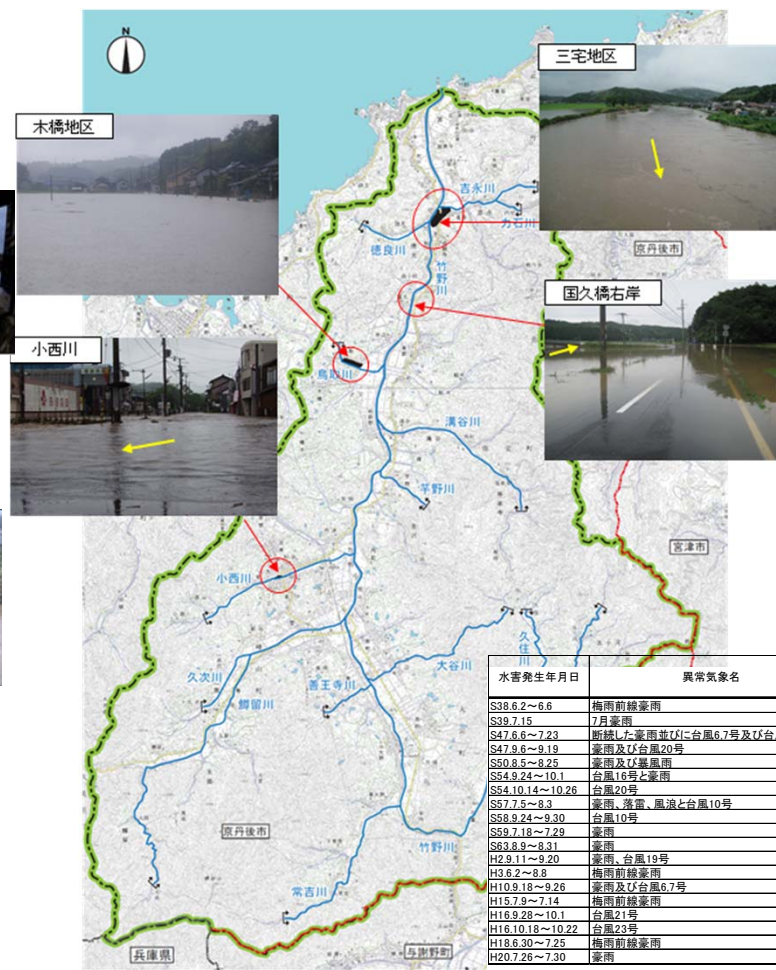 N
三宅地区
木橋地区
吉永川
力石川
徳良川
京丹後市
竹野川
国久橋右岸
小西川
鳥取川
溝谷川
芋野川
宮津市
小西川
久住川
大谷川
久次川
善王寺川
鱒留川
京丹後市
竹野川
常吉川
兵庫県
与謝野町
水害発生年月日 異常気象名
S38.6.2～6.6 梅雨前線豪雨
S39.7.15 7月豪雨
S47.6.6～7.23 断続した豪雨並びに台風6,7号及び台
S47.9.6～9.19 豪雨及び台風20号
S50.8.5～8.25 豪雨及び暴風雨
S54.9.24～10.1 台風16号と豪雨
S54.10.14～10.26 台風20号
S57.7.5～8.3 豪雨、落雷、風浪と台風10号
S58.9.24～9.30 台風10号
S59.7.18～7.29 豪雨
S63.8.9～8.31 豪雨
H2.9.11～9.20 豪雨、台風19号
H3.6.2～8.8 梅雨前線豪雨
H10.9.18～9.26 豪雨及び台風6,7号
H15.7.9～7.14 梅雨前線豪雨
H16.9.28～10.1 台風21号
H16.10.18～10.22 台風23号
H18.6.30～7.25 梅雨前線豪雨
H20.7.26～7.30 豪雨